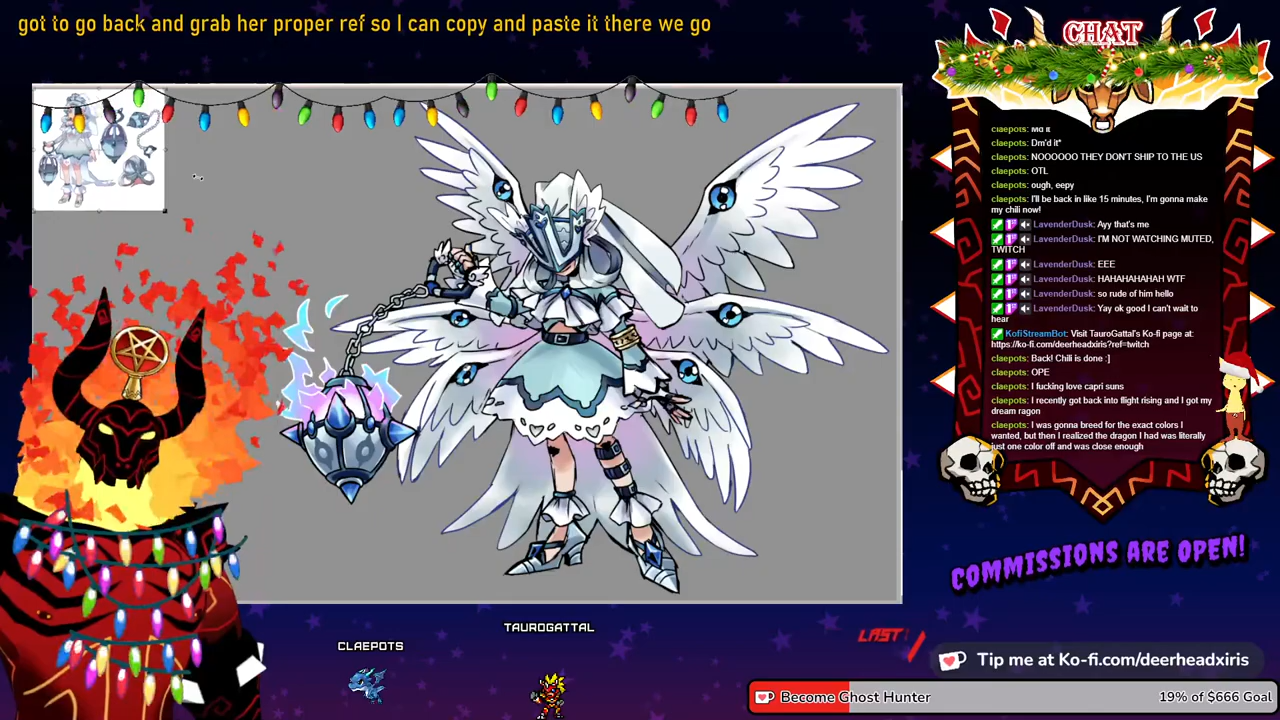 got to go back and grab her proper ref so I can copy and paste it there we go
CHAT
claepots: Ma it
claepots: Dm'd it*
claepots: NOOOOOO THEY DON'T SHIP TO THE US
claepots: OTL
claepots: ough, eepy
claepots: I'll be back in like 15 minutes, I'm gonna make
my chili now!
LavenderDusk: Ayy that's me
LavenderDusk: I'M NOT WATCHING MUTED,
TWITCH
LavenderDusk: EEE
LavenderDusk: HAHAHAHAHAH WTF
LavenderDusk: so rude of him hello
LavenderDusk: Yay ok good I can't wait to
hear
KofiStreamBot: Visit TauroGattal's Ko-fi page at:
https://ko-fi.com/deerheadxiris?ref=twitch
claepots: Back! Chili is done :]
claepots: OPE
claepots: I fucking love capri suns
claepots: I recently got back into flight rising and I got my
dream ragon
claepots: I was gonna breed for the exact colors I
wanted, but then I realized the dragon I had was literally
just one color off and was close enough
COMMISSIONS ARE OPEN!
TAUROGATTAL
CLAEPOTS
LAST
Tip me at Ko-fi.com/deerheadxiris
Become Ghost Hunter
19% of $666 Goal